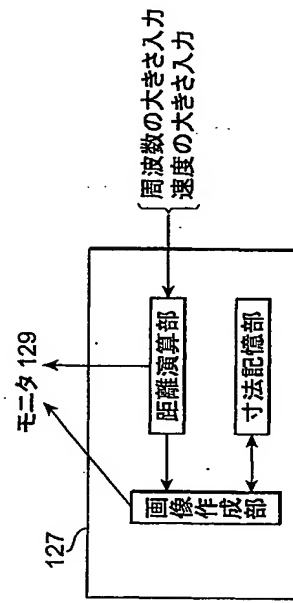 モニタ 129
127
画像作成部
距離演算部
寸法記憶部
周波数の大きさ入力
速度の大きさ入力